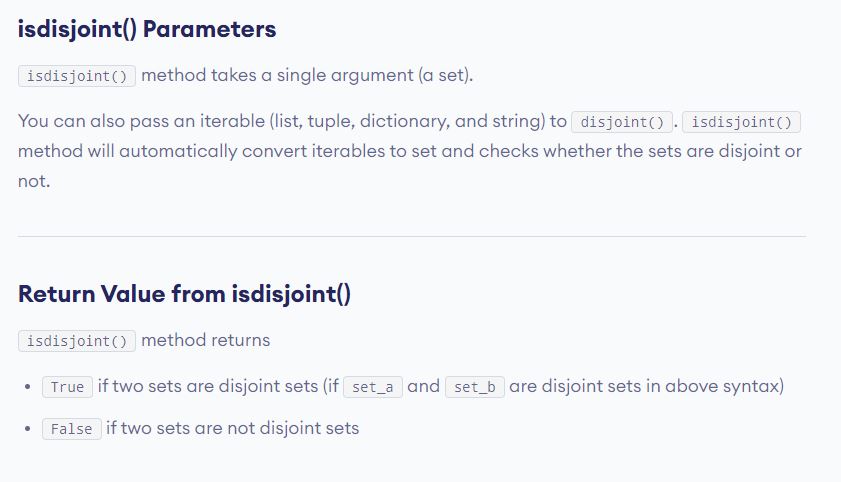 isdisjoint() Parameters
isdisjoint() method takes a single argument (a set).
You can also pass an iterable (list, tuple, dictionary, and string) to disjoint(). isdisjoint()
method will automatically convert iterables to set and checks whether the sets are disjoint or
not.
Return Value from isdisjoint()
isdisjoint() method returns
• True if two sets are disjoint sets (if set_a and set_b are disjoint sets in above syntax)
• False if two sets are not disjoint sets